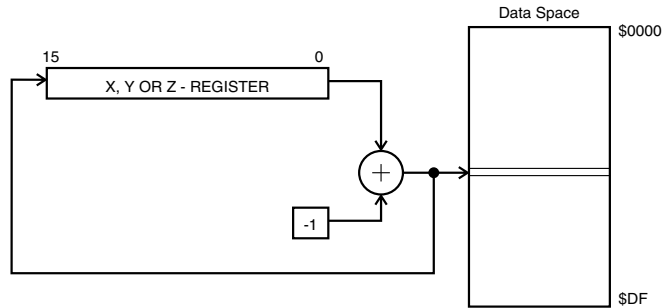 Data Space
$0000
15
0
X, Y OR Z - REGISTER
+
-1
$DF